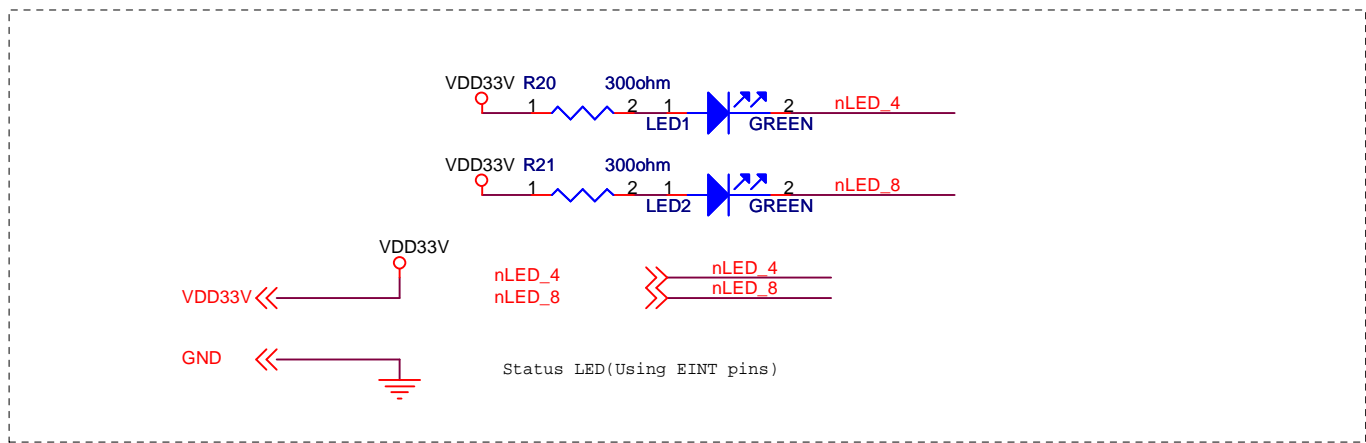 VDD33V R20 300ohm
1 2 1 2 nLED_4
LED1 GREEN
VDD33V R21 300ohm
1 2 1 2 nLED_8
LED2 GREEN
VDD33V
nLED_4 nLED_4
VDD33V nLED_8 nLED_8
GND
Status LED(Using EINT pins)